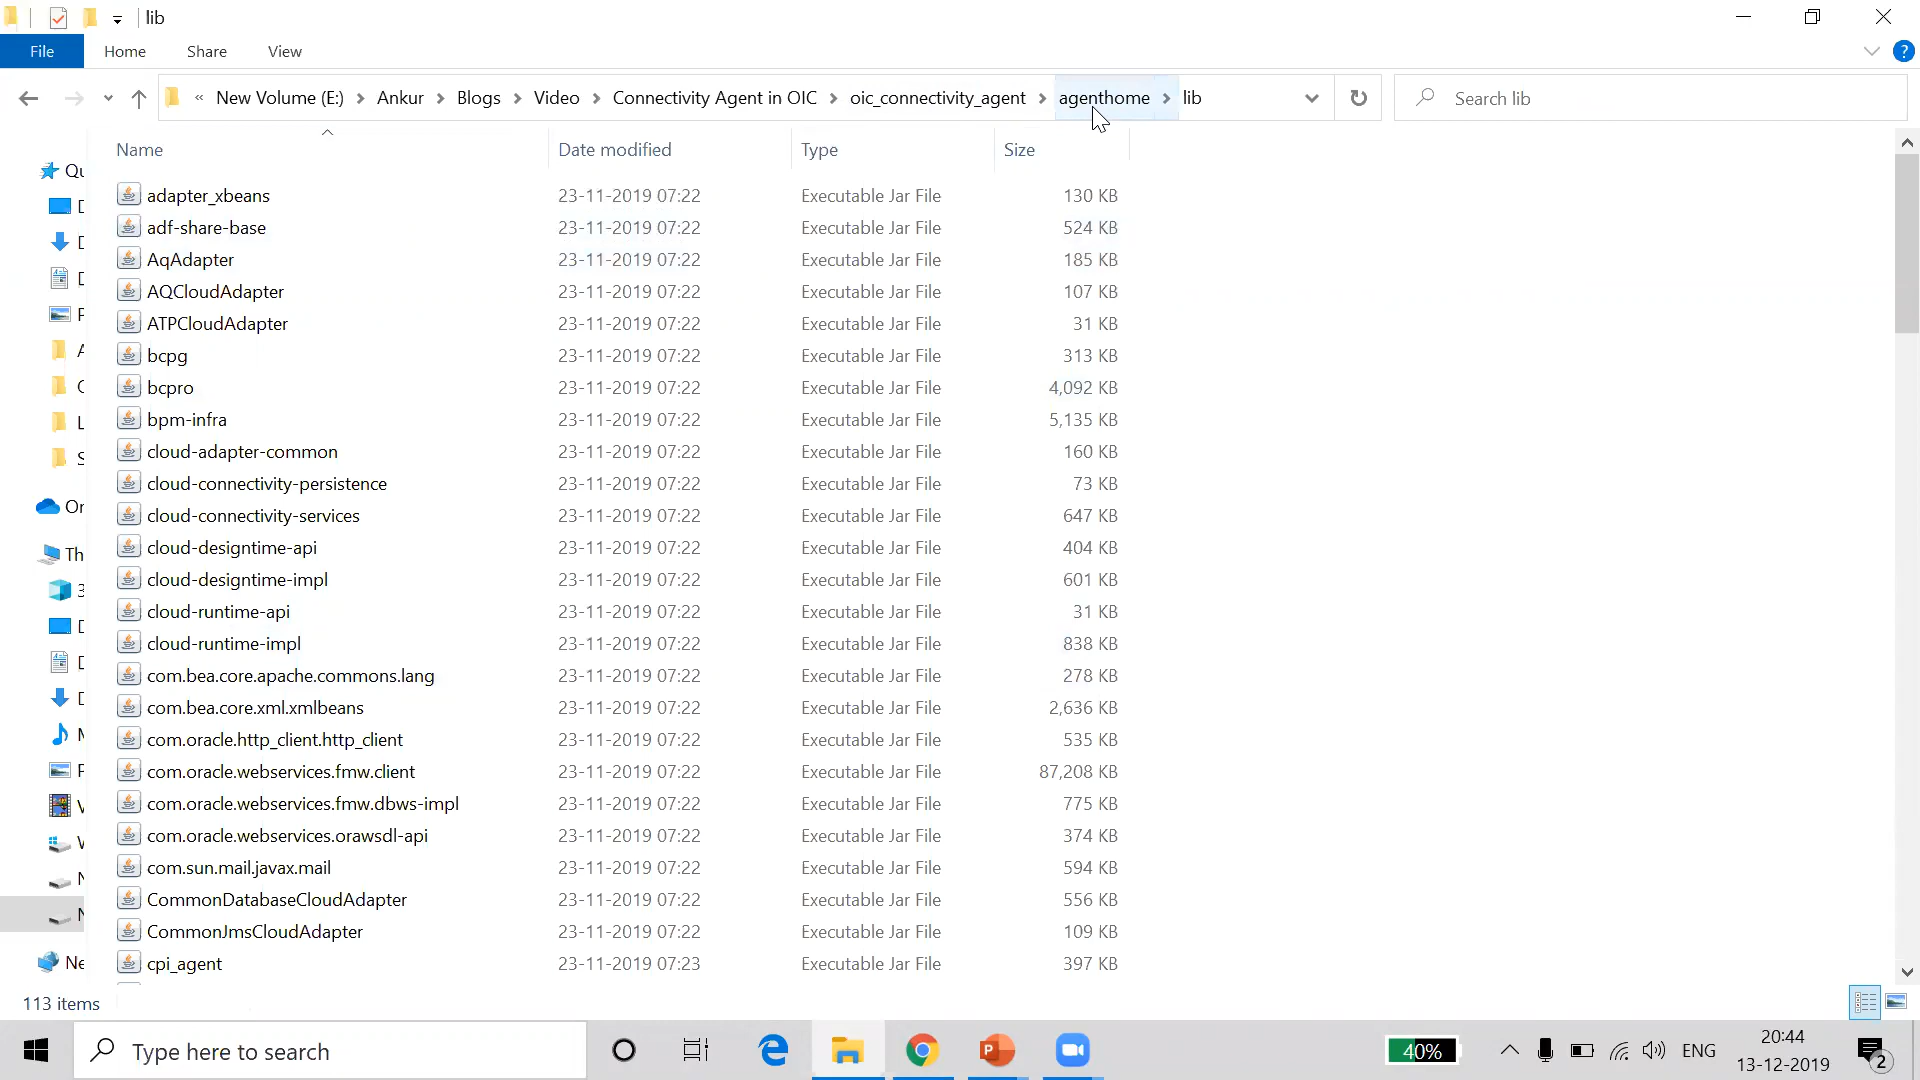 lib
File Home Share View
« New Volume (E:) Ankur Blogs Video Connectivity Agent in OIC oic_connectivity_agent agenthome lib
Search lib
Name Date modified Type Size
adapter_xbeans 23-11-2019 07:22 Executable Jar File 130 KB
adf-share-base 23-11-2019 07:22 Executable Jar File 524 KB
AqAdapter 23-11-2019 07:22 Executable Jar File 185 KB
AQCloudAdapter 23-11-2019 07:22 Executable Jar File 107 KB
ATPCloudAdapter 23-11-2019 07:22 Executable Jar File 31 KB
bcpg 23-11-2019 07:22 Executable Jar File 313 KB
bcpro 23-11-2019 07:22 Executable Jar File 4,092 KB
bpm-infra 23-11-2019 07:22 Executable Jar File 5,135 KB
cloud-adapter-common 23-11-2019 07:22 Executable Jar File 160 KB
cloud-connectivity-persistence 23-11-2019 07:22 Executable Jar File 73 KB
cloud-connectivity-services 23-11-2019 07:22 Executable Jar File 647 KB
cloud-designtime-api 23-11-2019 07:22 Executable Jar File 404 KB
cloud-designtime-impl 23-11-2019 07:22 Executable Jar File 601 KB
cloud-runtime-api 23-11-2019 07:22 Executable Jar File 31 KB
cloud-runtime-impl 23-11-2019 07:22 Executable Jar File 838 KB
com.bea.core.apache.commons.lang 23-11-2019 07:22 Executable Jar File 278 KB
com.bea.core.xml.xmlbeans 23-11-2019 07:22 Executable Jar File 2,636 KB
com.oracle.http_client.http_client 23-11-2019 07:22 Executable Jar File 535 KB
com.oracle.webservices.fmw.client 23-11-2019 07:22 Executable Jar File 87,208 KB
com.oracle.webservices.fmw.dbws-impl 23-11-2019 07:22 Executable Jar File 775 KB
com.oracle.webservices.orawsdl-api 23-11-2019 07:22 Executable Jar File 374 KB
com.sun.mail.javax.mail 23-11-2019 07:22 Executable Jar File 594 KB
CommonDatabaseCloudAdapter 23-11-2019 07:22 Executable Jar File 556 KB
CommonJmsCloudAdapter 23-11-2019 07:22 Executable Jar File 109 KB
cpi_agent 23-11-2019 07:23 Executable Jar File 397 KB
113 items
Type here to search
40%
ENG
20:44
13-12-2019
2